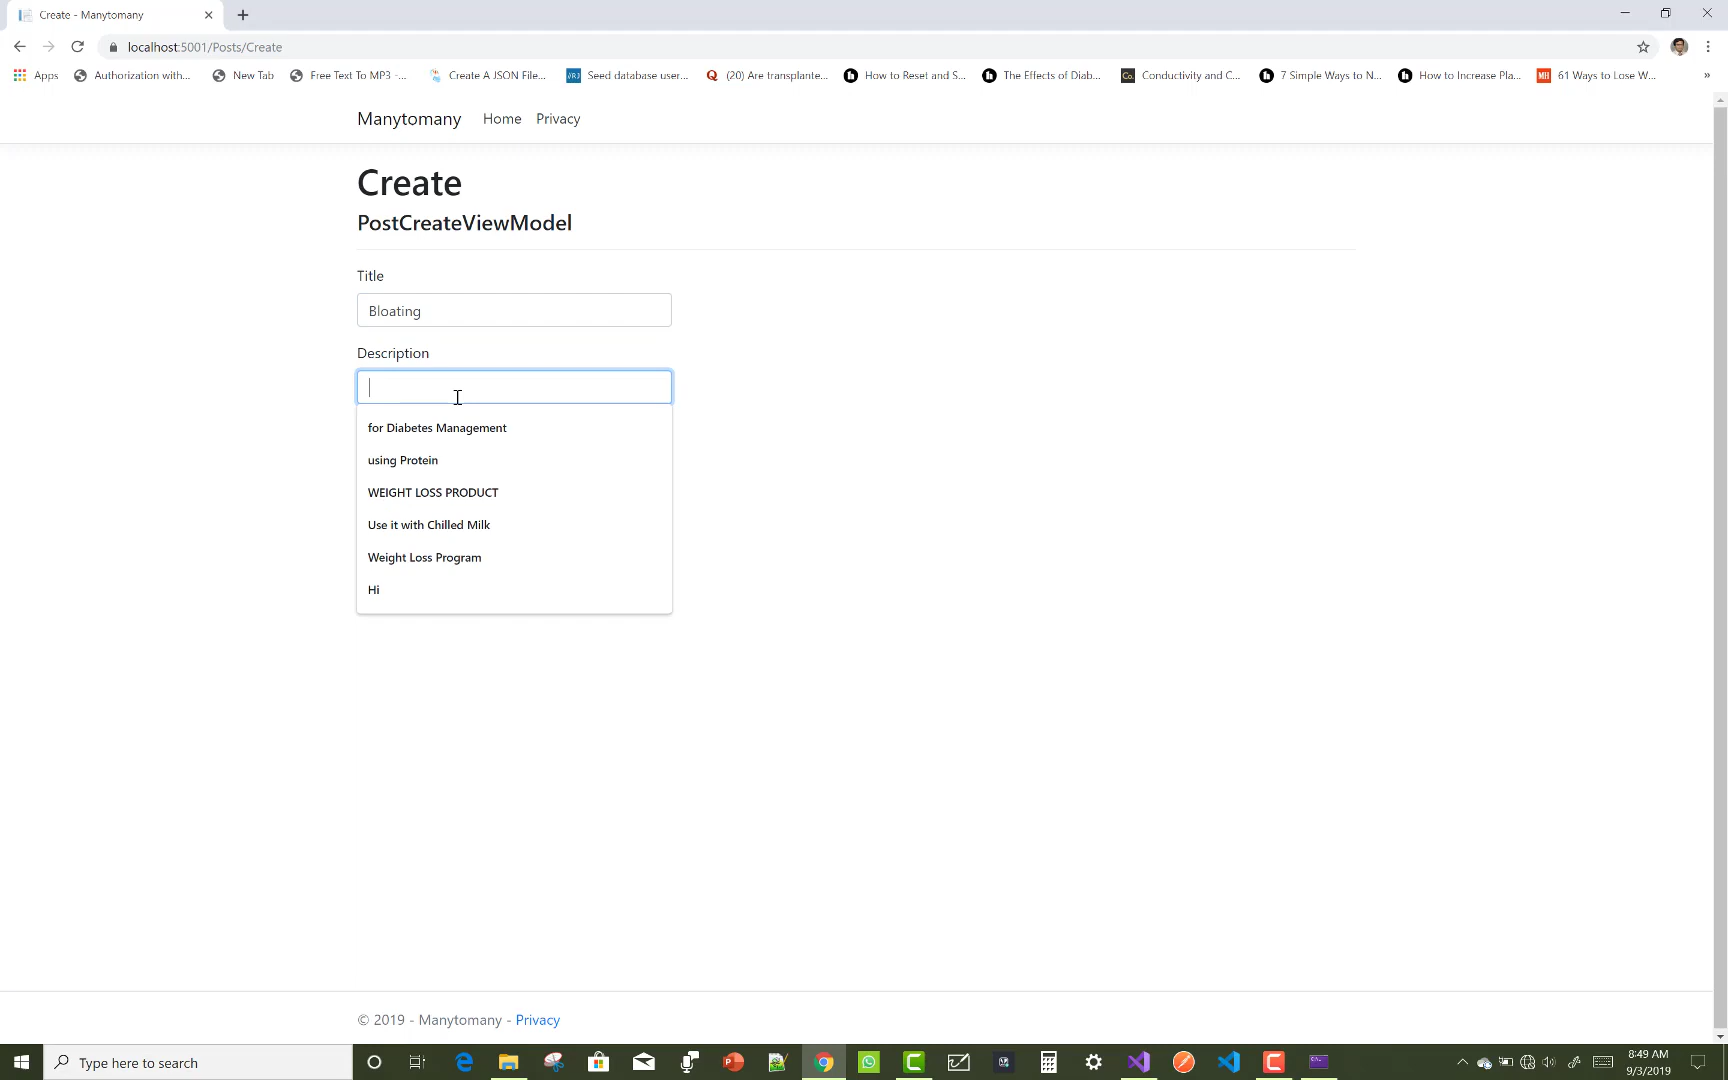 Create - Manytomany
localhost:5001/Posts/Create
Apps
Authorization with...
New Tab
Free Text To MP3 -...
Create A JSON File...
Seed database user...
(20) Are transplante...
How to Reset and S...
The Effects of Diab...
Conductivity and C...
7 Simple Ways to N...
How to Increase Pla...
MH
61 Ways to Lose W...
»
Manytomany
Home
Privacy
Create
PostCreateViewModel
Title
Bloating
Description
for Diabetes Management
using Protein
WEIGHT LOSS PRODUCT
Use it with Chilled Milk
Weight Loss Program
Hi
© 2019 - Manytomany - Privacy
Type here to search
8:49 AM
9/3/2019